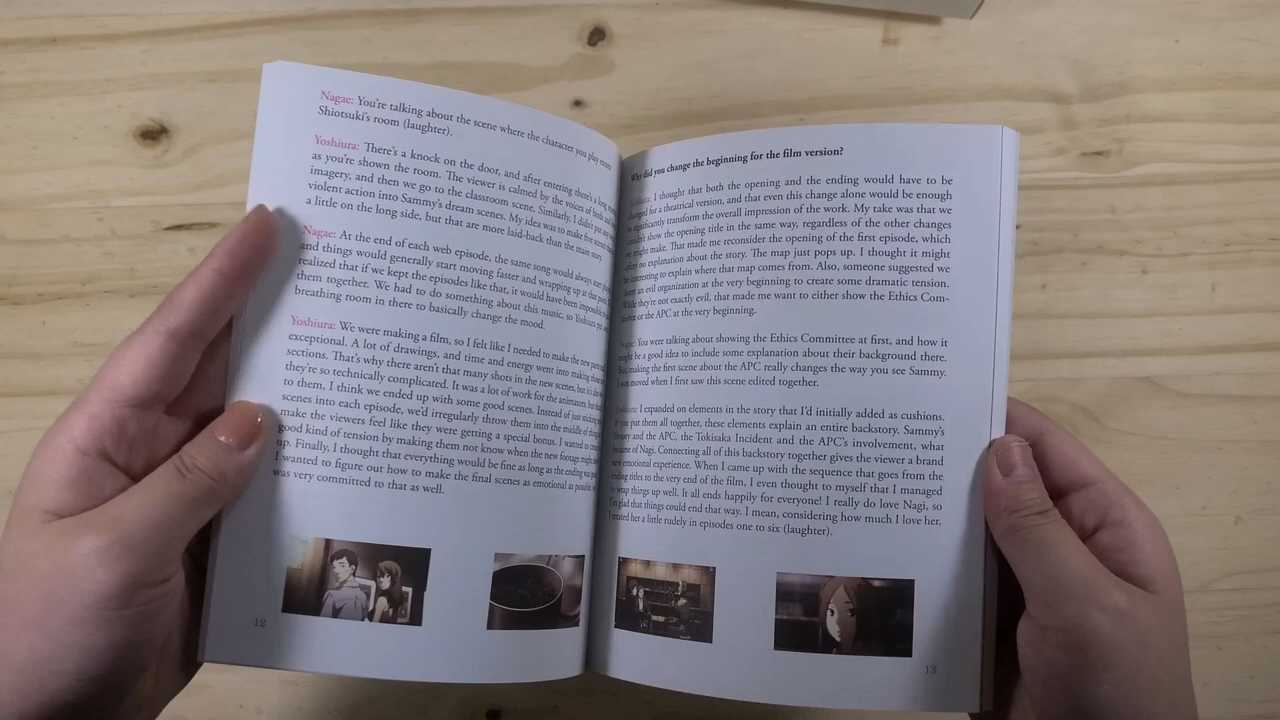 Nagae: You're talking about the scene where the character you play enters
Shiotsuki's room (laughter).
Yoshiura: There's a knock on the door, and after entering there's a long
as you're shown the room. The viewer is calmed by the voices of both and
imagery, and then we go to the classroom scene. Similarly, I didn't put any
violent action into Sammy's dream scenes. My idea was to make five scenes
a little on the long side, but that are more laid-back than the main story.
Nagae: At the end of each web episode, the same song would always start
and things would generally start moving faster and wrapping up at that point. I
realized that if we kept the episodes like that, it would have been impossible to
them together. We had to do something about this music, so Yoshiura put
breathing room in there to basically change the mood.
Yoshiura: We were making a film, so I felt like I needed to make the new parts
exceptional. A lot of drawings, and time and energy went into making those
sections. That's why there aren't that many shots in the new scenes, but
they're so technically complicated. It was a lot of work for the animators, but
to them, I think we ended up with some good scenes. Instead of just sticking
scenes into each episode, we'd irregularly throw them into the middle of things
make the viewers feel like they were getting a special bonus. I wanted to create
good kind of tension by making them not know when the new footage might
up. Finally, I thought that everything would be fine as long as the ending was good.
I wanted to figure out how to make the final scenes as emotional as possible.
was very committed to that as well.
12
Why did you change the beginning for the film version?
I thought that both the opening and the ending would have to be
changed for a theatrical version, and that even this change alone would be enough
to significantly transform the overall impression of the work. My take was that we
couldn't show the opening title in the same way, regardless of the other changes
we might make. That made me reconsider the opening of the first episode, which
offers no explanation about the story. The map just pops up. I thought it might
be interesting to explain where that map comes from. Also, someone suggested we
an evil organization at the very beginning to create some dramatic tension.
While they're not exactly evil, that made me want to either show the Ethics Com-
mittee or the APC at the very beginning.
Nagae: You were talking about showing the Ethics Committee at first, and how it
might be a good idea to include some explanation about their background there.
But, making the first scene about the APC really changes the way you see Sammy.
I was moved when I first saw this scene edited together.
Yoshiura: I expanded on elements in the story that I'd initially added as cushions.
If you put them all together, these elements explain an entire backstory. Sammy's
history and the APC, the Tokisaka Incident and the APC's involvement, what
became of Nagi. Connecting all of this backstory together gives the viewer a brand
new emotional experience. When I came up with the sequence that goes from the
ending titles to the very end of the film, I even thought to myself that I managed
to wrap things up well. It all ends happily for everyone! I really do love Nagi, so
I'm glad that things could end that way. I mean, considering how much I love her,
I treated her a little rudely in episodes one to six (laughter).
13